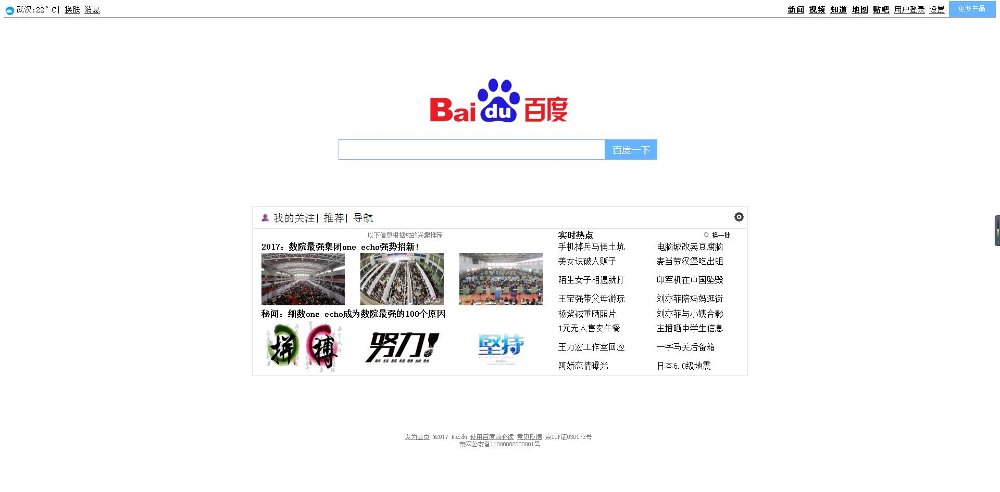 武汉:22°C| 换肤 消息
新闻 视频 知道 地图 贴吧 用户登录 设置 更多产品
Bai du 百度
百度一下
我的关注| 推荐| 导航
以下信息根据您的兴趣推荐
2017：数院最强集团one echo强势招新!
秘闻：细数one echo成为数院最强的100个原因
拼搏
努力!
艰辛 充实 委屈 希望 理想 血线 使命
坚持
实时热点 换一批
手机掉兵马俑土坑 电脑城改卖豆腐脑
美女识破人贩子 麦当劳汉堡吃出蛆
陌生女子相遇就打 印军机在中国坠毁
王宝强带父母游玩 刘亦菲陪妈妈逛街
杨紫减重晒照片 刘亦菲与小姨合影
1元无人售卖午餐 主播晒中学生信息
王力宏工作室回应 一字马关后备箱
阿娇恋情曝光 日本6.0级地震
设为首页 @2017 Baidu 使用百度前必读 意见反馈 京ICP证030173号
京网公安备11000002000001号